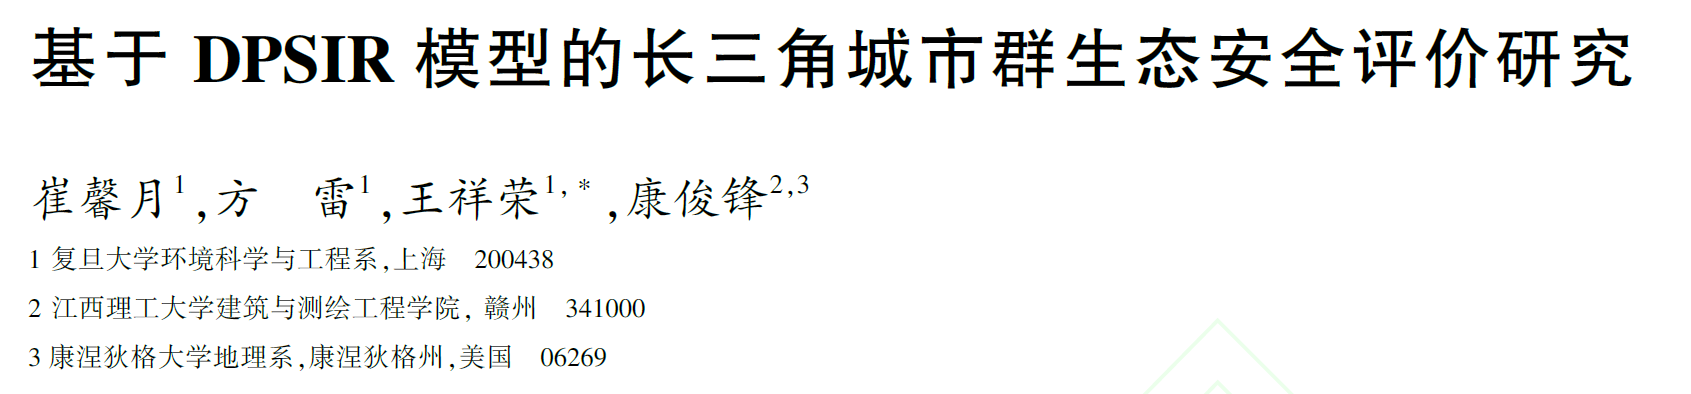 基于 DPSIR 模型的长三角城市群生态安全评价研究
崔馨月1,方 雷1,王祥荣1,*,康俊锋2,3
1 复旦大学环境科学与工程系,上海 200438
2 江西理工大学建筑与测绘工程学院, 赣州 341000
3 康涅狄格大学地理系,康涅狄格州,美国 06269